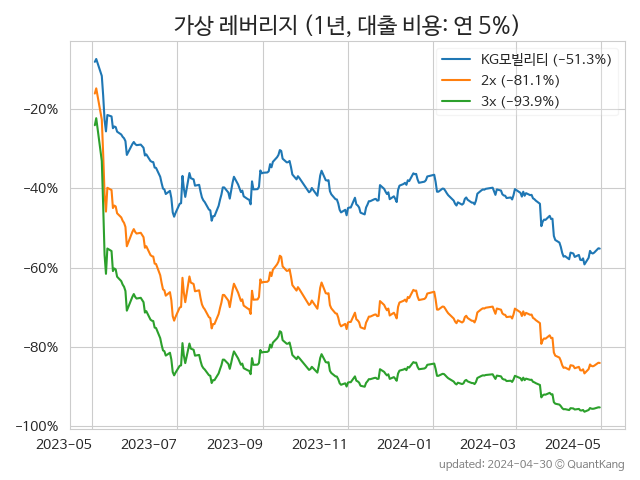 가상 레버리지 (1년, 대출 비용: 연 5%)
KG모빌리티 (−51.3%)
2x (−81.1%)
3x (−93.9%)
−20%
−40%
−60%
−80%
−100%
2023-05 2023-07 2023-09 2023-11 2024-01 2024-03 2024-05
updated: 2024-04-30 © QuantKang